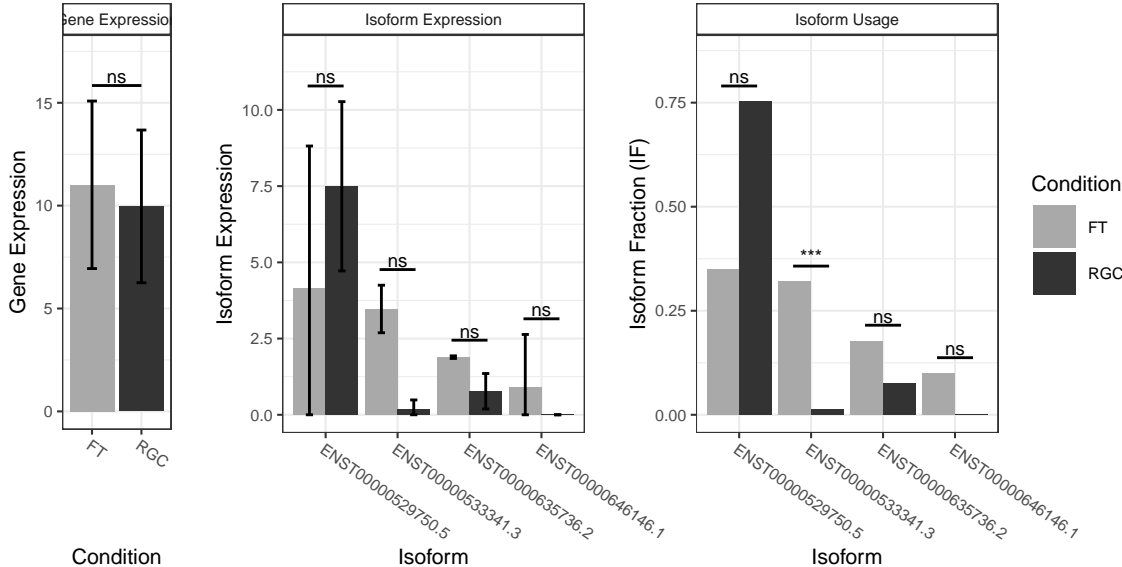 Gene Expression
Gene Expression
15
10
5
0
ns
FT
RGC
Condition
Isoform Expression
Isoform Expression
10.0
7.5
5.0
2.5
0.0
ns
ns
ns
ns
ENST00000529750.5
ENST00000533341.3
ENST00000635736.2
ENST00000646146.1
Isoform
Isoform Usage
Isoform Fraction (IF)
0.75
0.50
0.25
0.00
ns
***
ns
ns
ENST00000529750.5
ENST00000533341.3
ENST00000635736.2
ENST00000646146.1
Isoform
Condition
FT
RGC